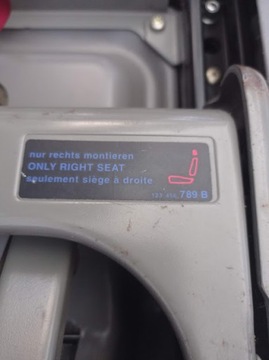 nur rechts montieren
ONLY RIGHT SEAT
seulement siège à droite
789 B